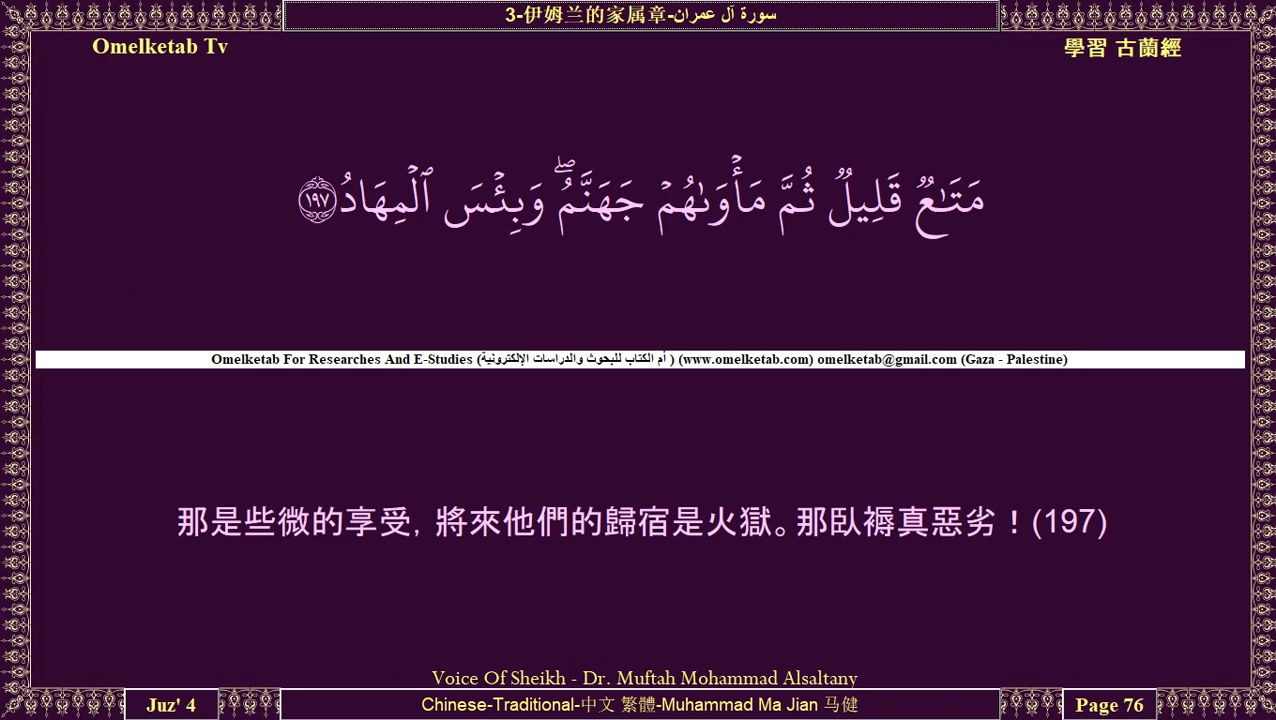 3-伊姆兰的家属章-سورة آل عمران
Omelketab Tv
學習 古蘭經
مَتَـٰعٌۭ قَلِيلٌۭ ثُمَّ مَأْوَىٰهُمْ جَهَنَّمُ ۖ وَبِئْسَ ٱلْمِهَادُ ١٩٧
Omelketab For Researches And E-Studies (أم الكتاب للبحوث والدراسات الإلكترونية ) (www.omelketab.com) omelketab@gmail.com (Gaza - Palestine)
那是些微的享受，將來他們的歸宿是火獄。那臥褥真惡劣！(197)
Voice Of Sheikh - Dr. Muftah Mohammad Alsaltany
Juz' 4
Chinese-Traditional-中文 繁體-Muhammad Ma Jian 马健
Page 76